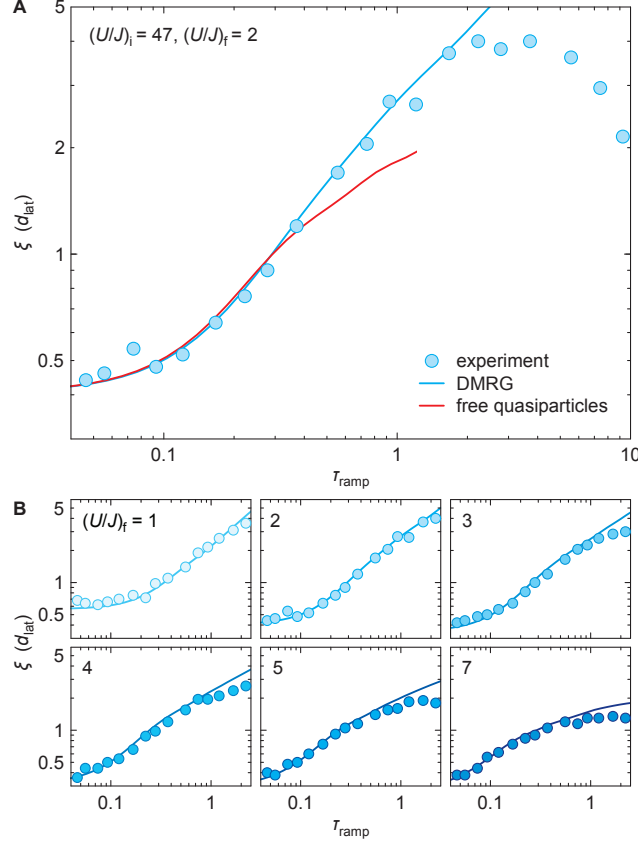 A
(U/J)i = 47, (U/J)f = 2
5
2
1
0.5
ξ (dlat)
experiment
DMRG
free quasiparticles
0.1 1 10
τramp
B
(U/J)f = 1 2 3
5
1
0.5
ξ (dlat)
4 5 7
5
1
0.5
0.1 1 0.1 1 0.1 1
τramp τramp τramp